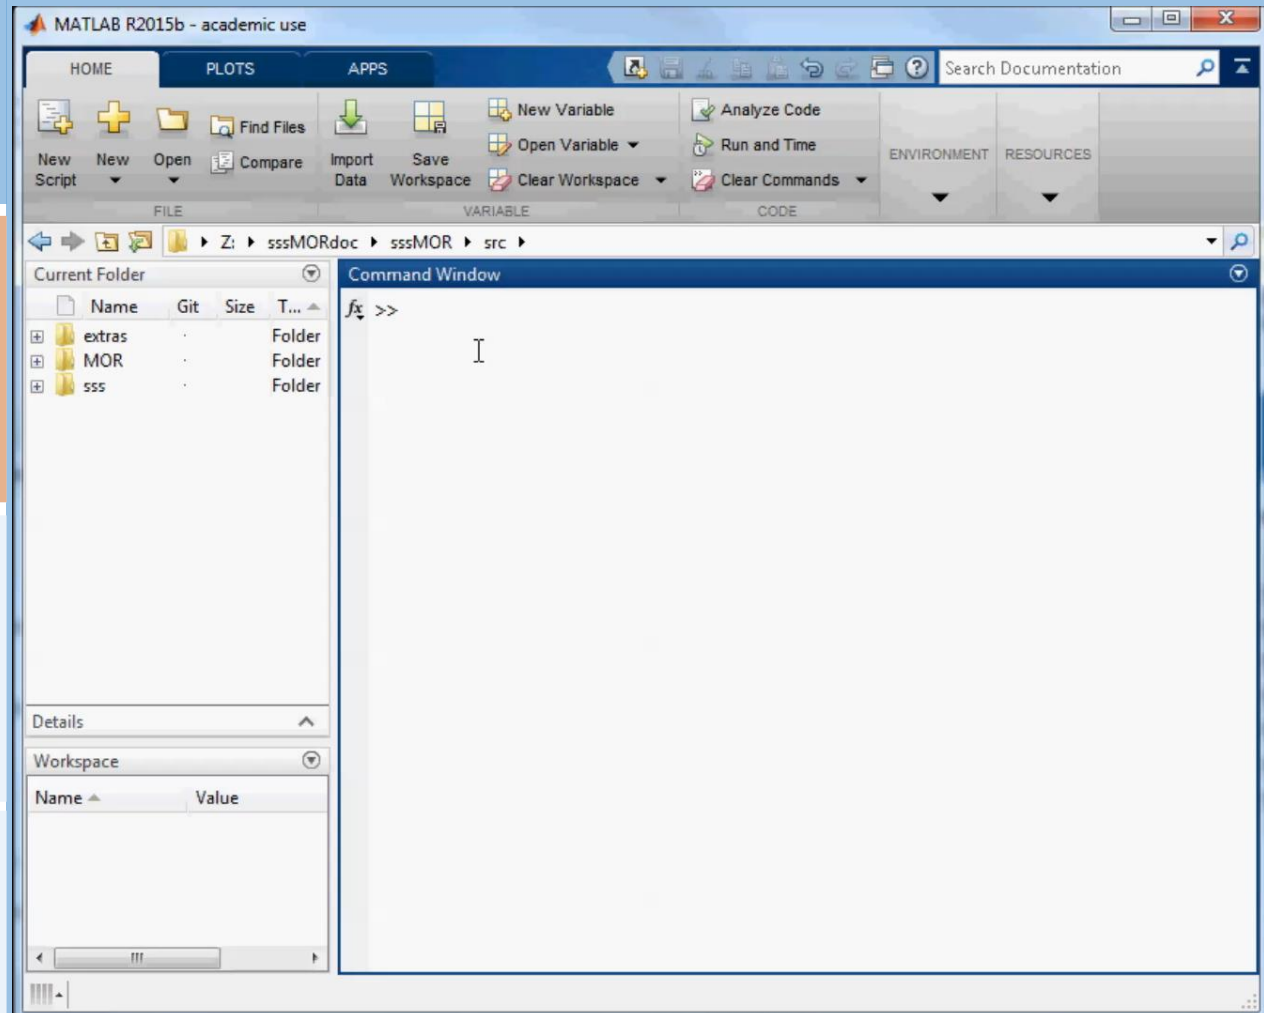 MATLAB R2015b - academic use
HOME PLOTS APPS Search Documentation
New Script
New
Open
Find Files
Compare
Import Data
Save Workspace
New Variable
Open Variable
Clear Workspace
Analyze Code
Run and Time
Clear Commands
ENVIRONMENT
RESOURCES
FILE VARIABLE CODE
Z: sssMORdoc sssMOR src
Current Folder
Name Git Size T...
extras Folder
MOR Folder
sss Folder
Details
Workspace
Name Value
Command Window
fx >>